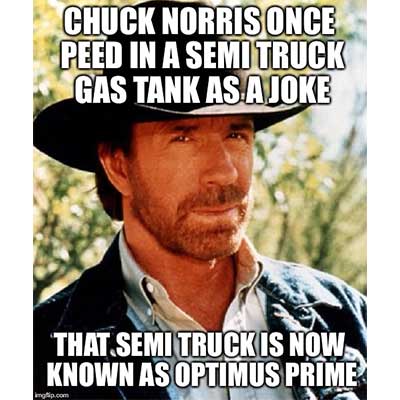 CHUCK NORRIS ONCE
PEED IN A SEMI TRUCK
GAS TANK AS A JOKE
THAT SEMI TRUCK IS NOW
KNOWN AS OPTIMUS PRIME
imgflip.com